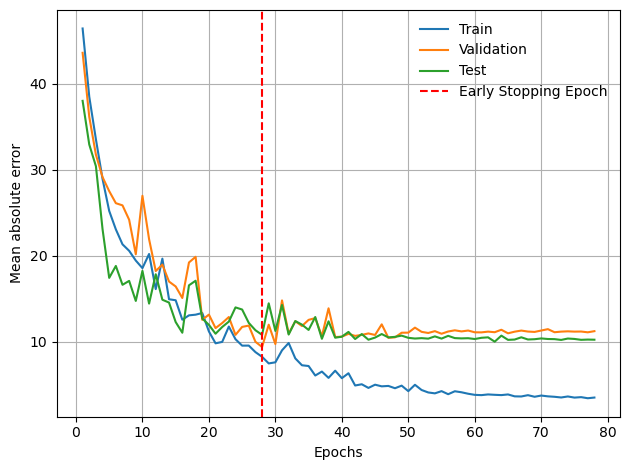 Train
Validation
Test
Early Stopping Epoch
Mean absolute error
40
30
20
10
0 10 20 30 40 50 60 70 80
Epochs